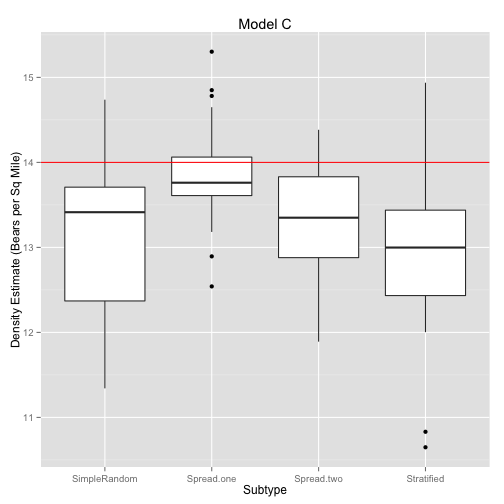 Model C
Density Estimate (Bears per Sq Mile)
15
14
13
12
11
SimpleRandom Spread.one Spread.two Stratified
Subtype